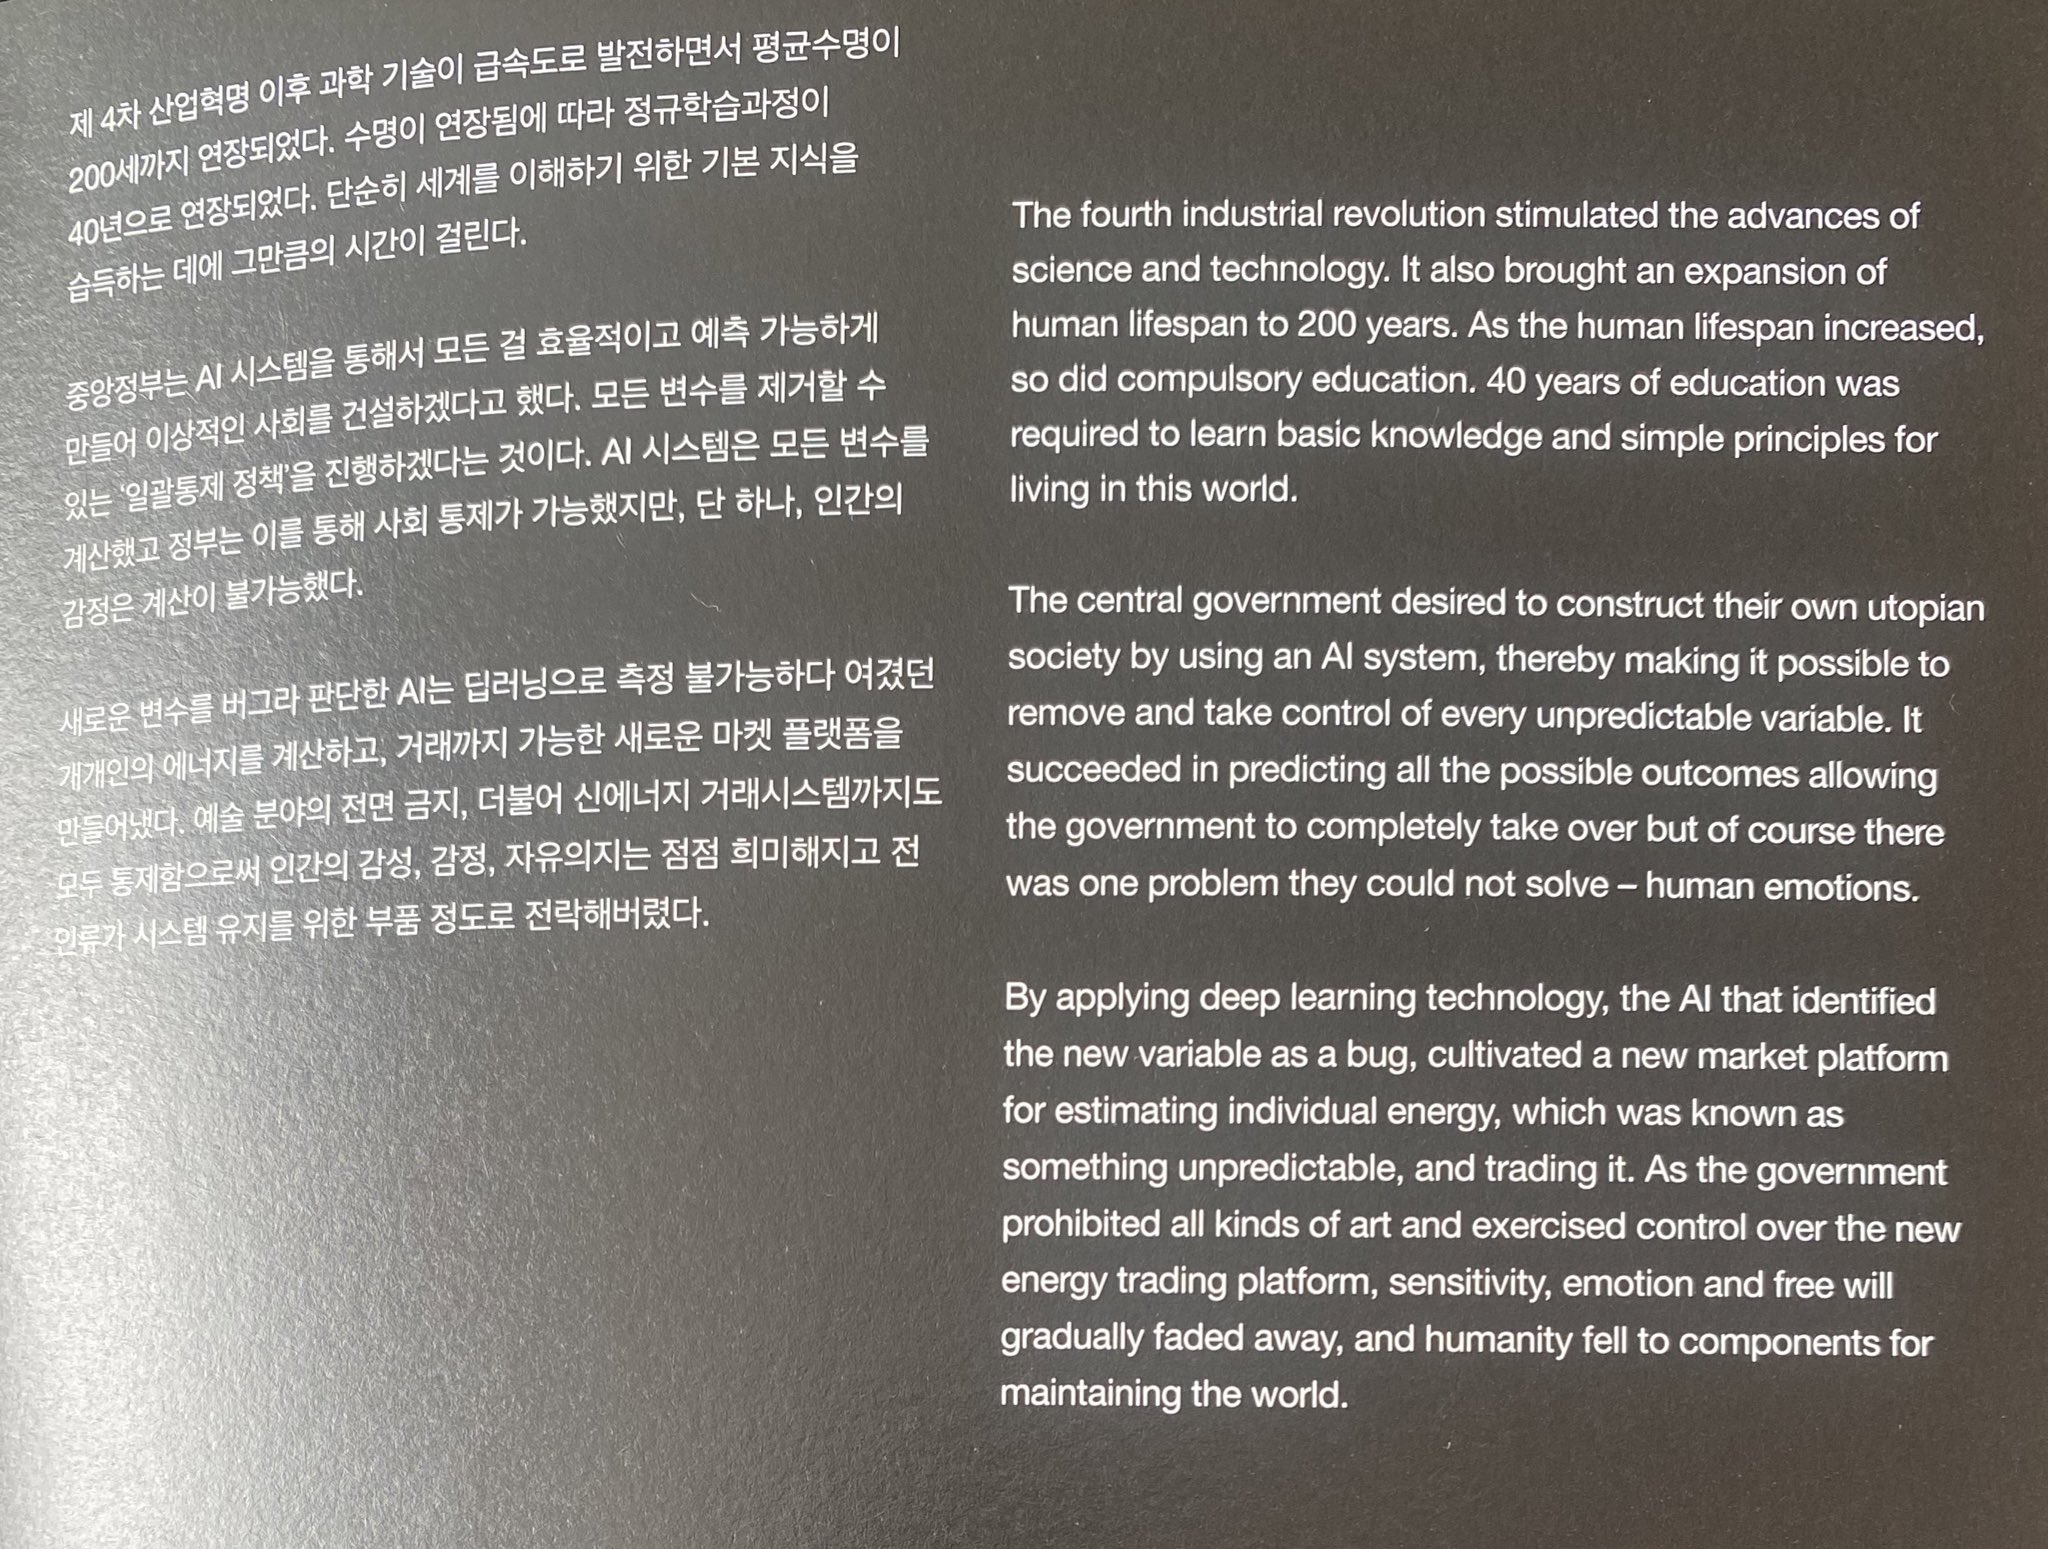 제 4차 산업혁명 이후 과학 기술이 급속도로 발전하면서 평균수명이
200세까지 연장되었다. 수명이 연장됨에 따라 정규학습과정이
40년으로 연장되었다. 단순히 세계를 이해하기 위한 기본 지식을
습득하는 데에 그만큼의 시간이 걸린다.
중앙정부는 AI 시스템을 통해서 모든 걸 효율적이고 예측 가능하게
만들어 이상적인 사회를 건설하겠다고 했다. 모든 변수를 제거할 수
있는 ‘일괄통제 정책’을 진행하겠다는 것이다. AI 시스템은 모든 변수를
계산했고 정부는 이를 통해 사회 통제가 가능했지만, 단 하나, 인간의
감정은 계산이 불가능했다.
새로운 변수를 버그라 판단한 AI는 딥러닝으로 측정 불가능하다 여겼던
개개인의 에너지를 계산하고, 거래까지 가능한 새로운 마켓 플랫폼을
만들어냈다. 예술 분야의 전면 금지, 더불어 신에너지 거래시스템까지도
모두 통제함으로써 인간의 감성, 감정, 자유의지는 점점 희미해지고 전
인류가 시스템 유지를 위한 부품 정도로 전락해버렸다.
The fourth industrial revolution stimulated the advances of
science and technology. It also brought an expansion of
human lifespan to 200 years. As the human lifespan increased,
so did compulsory education. 40 years of education was
required to learn basic knowledge and simple principles for
living in this world.
The central government desired to construct their own utopian
society by using an AI system, thereby making it possible to
remove and take control of every unpredictable variable. It
succeeded in predicting all the possible outcomes allowing
the government to completely take over but of course there
was one problem they could not solve – human emotions.
By applying deep learning technology, the AI that identified
the new variable as a bug, cultivated a new market platform
for estimating individual energy, which was known as
something unpredictable, and trading it. As the government
prohibited all kinds of art and exercised control over the new
energy trading platform, sensitivity, emotion and free will
gradually faded away, and humanity fell to components for
maintaining the world.